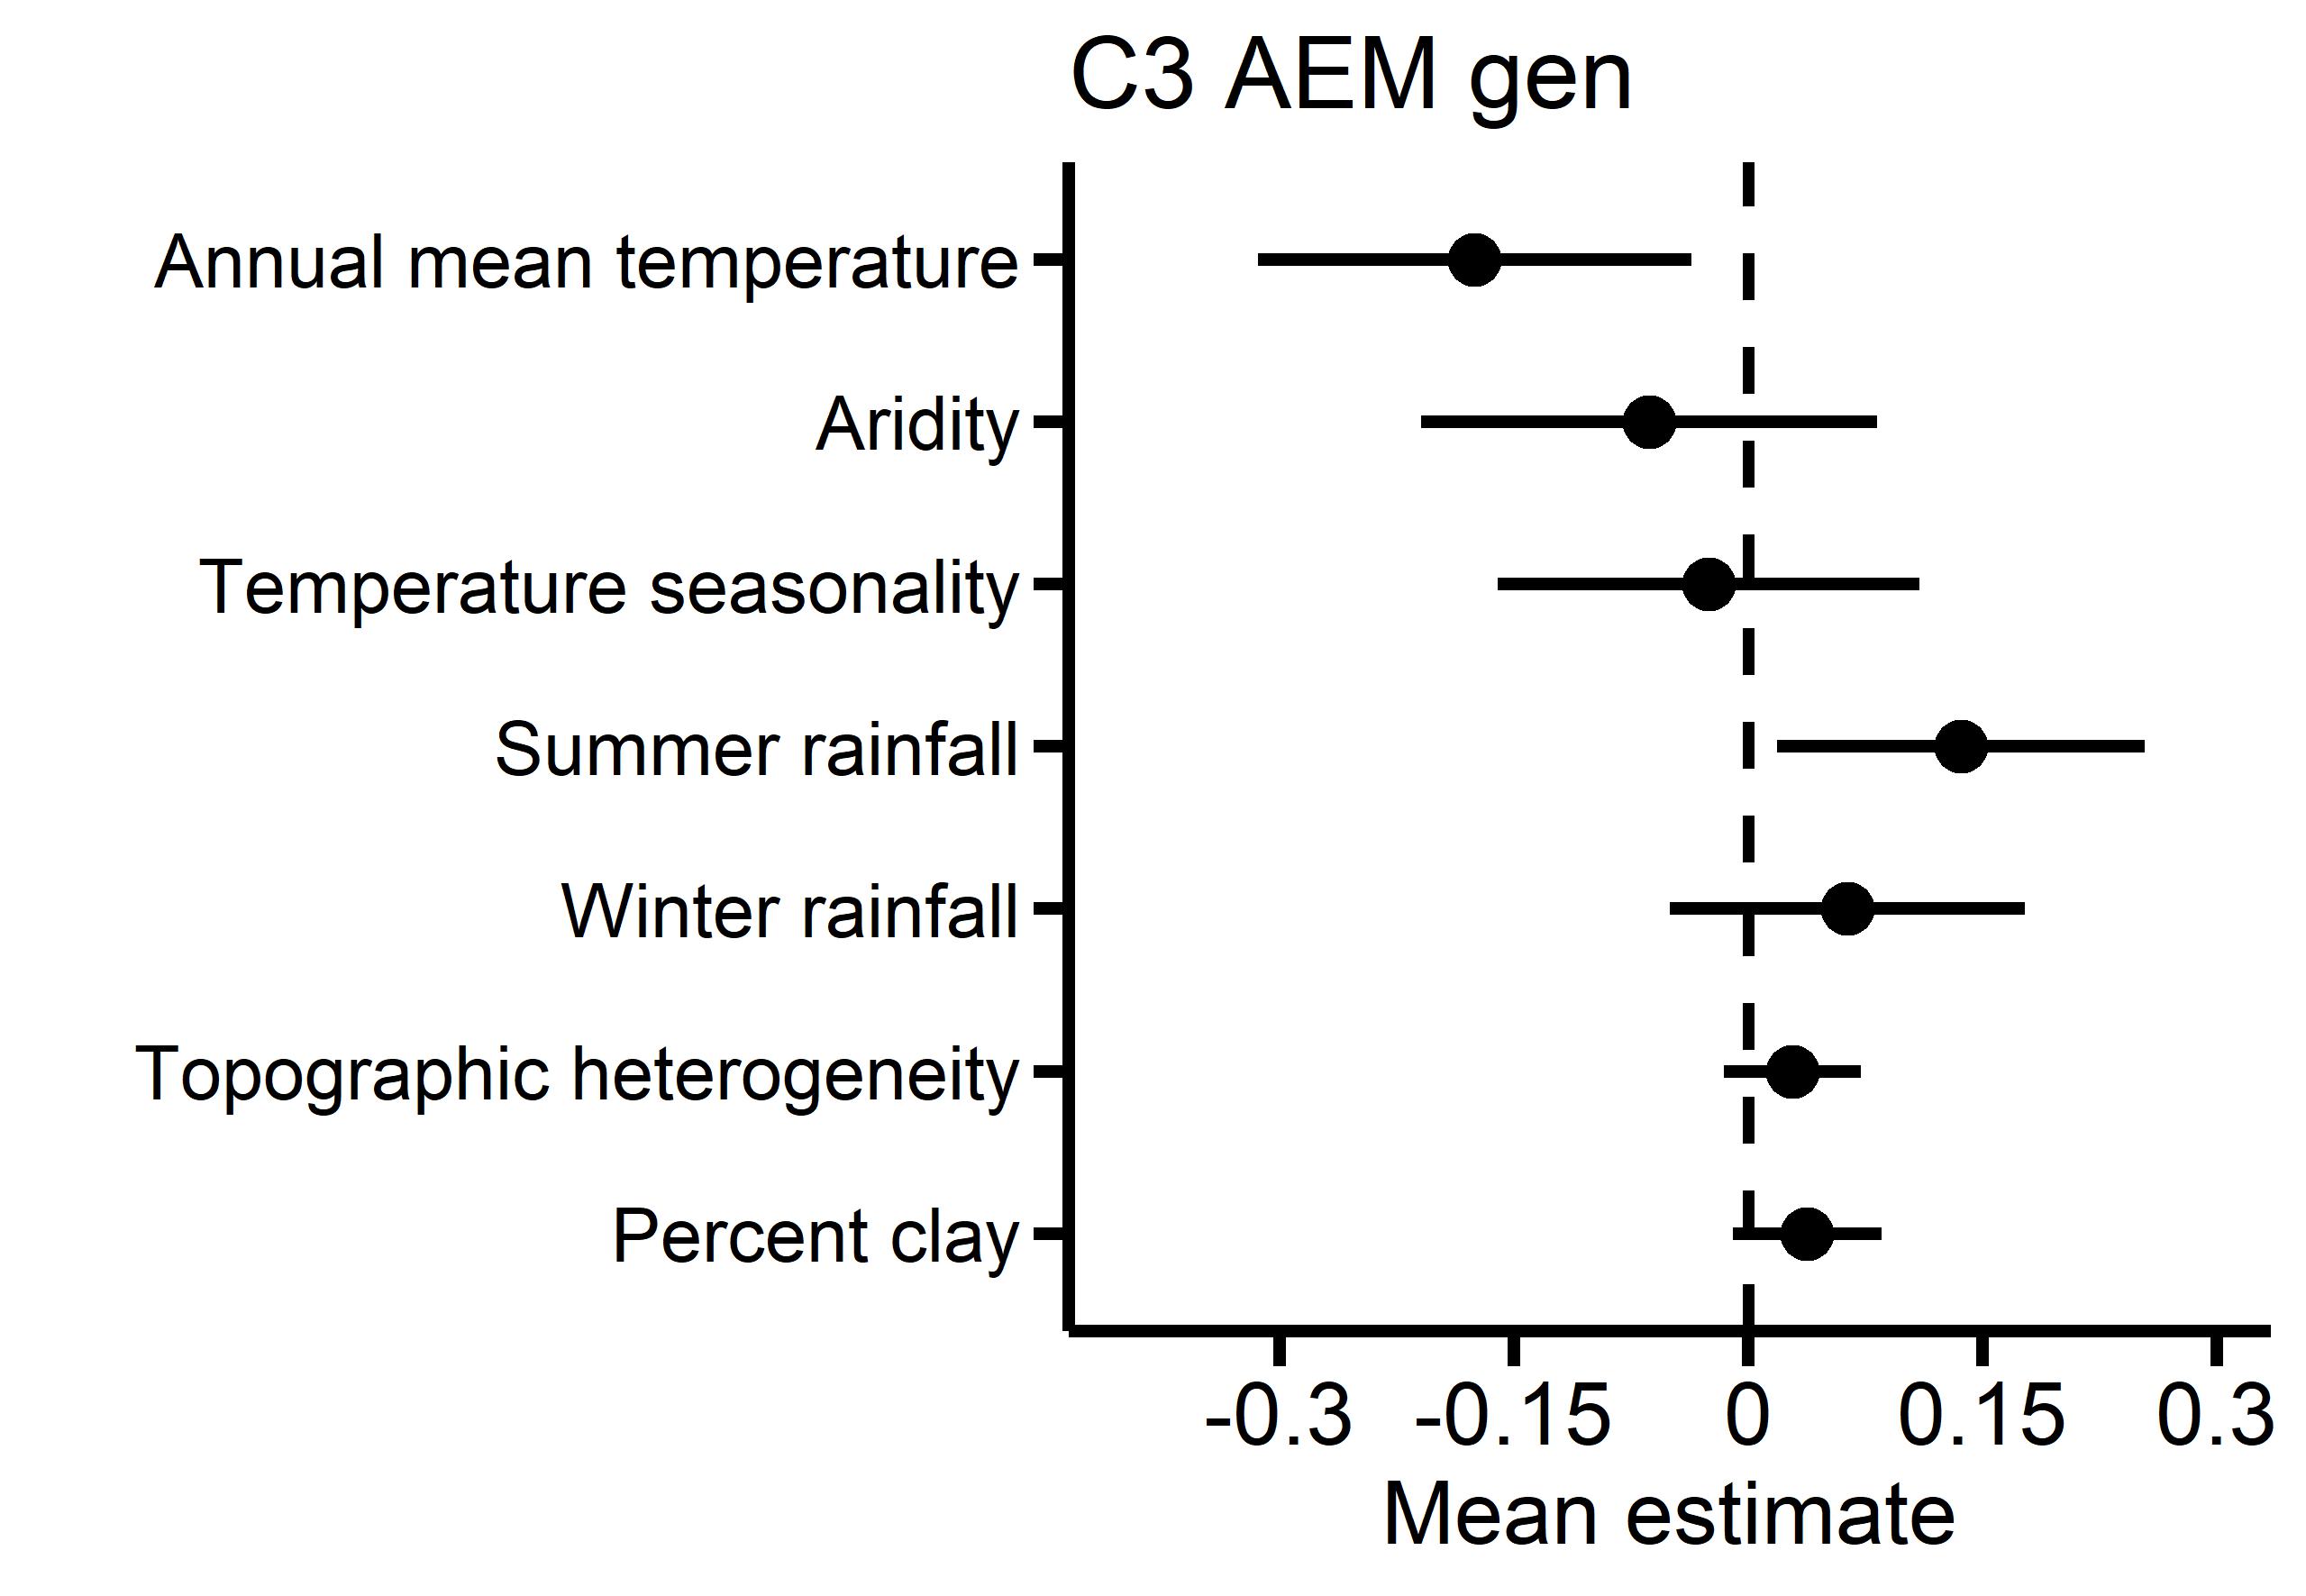 C3 AEM gen
Annual mean temperature
Aridity
Temperature seasonality
Summer rainfall
Winter rainfall
Topographic heterogeneity
Percent clay
-0.3 -0.15 0 0.15 0.3
Mean estimate